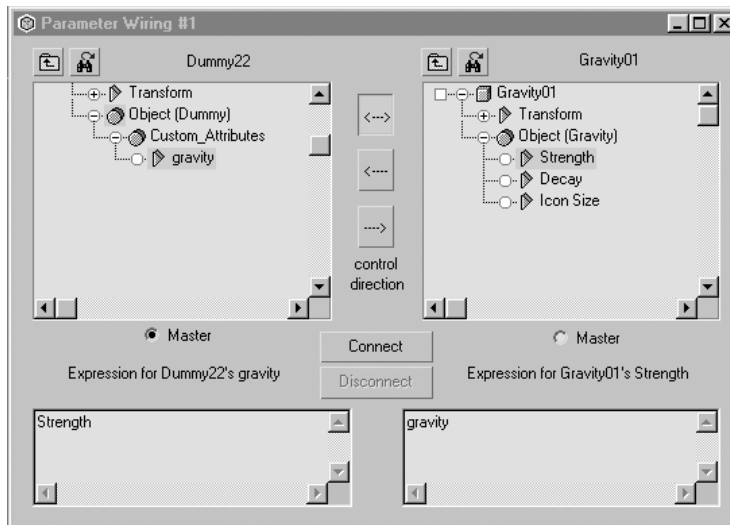 Parameter Wiring #1
Dummy22
Gravity01
Transform
Object (Dummy)
Custom_Attributes
gravity
<--->
<----
---->
control
direction
Gravity01
Transform
Object (Gravity)
Strength
Decay
Icon Size
Master
Master
Connect
Disconnect
Expression for Dummy22's gravity
Expression for Gravity01's Strength
Strength
gravity